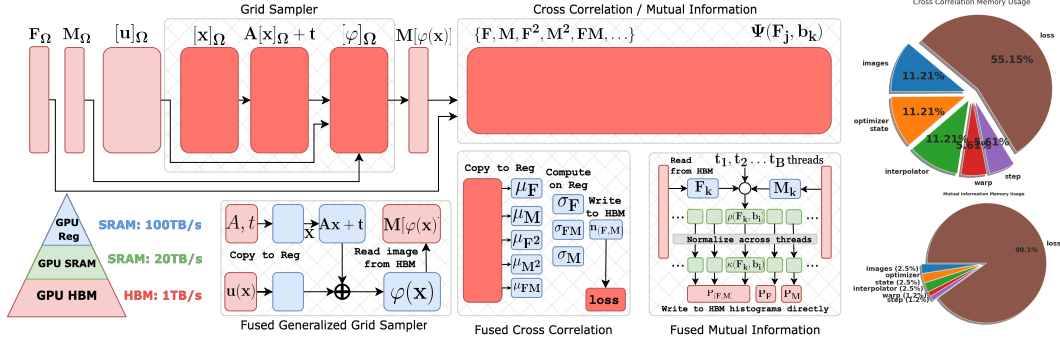 Grid Sampler
Cross Correlation / Mutual Information
F_Ω
M_Ω
[u]_Ω
[x]_Ω
A[x]_Ω + t
[φ]_Ω
M[φ(x)]
{F, M, F², M², FM, ...}
Ψ(F_j, b_k)
GPU
Reg
SRAM: 100TB/s
GPU SRAM
SRAM: 20TB/s
GPU HBM
HBM: 1TB/s
A, t
x
Ax + t
M[φ(x)]
Copy to Reg
Read image
from HBM
u(x)
φ(x)
Fused Generalized Grid Sampler
Copy to Reg
μ_F
μ_M
μ_F²
μ_M²
μ_FM
Compute
on Reg
σ_F
σ_FM
σ_M
Write
to HBM
n_{F,M}
loss
Fused Cross Correlation
Read
from HBM
t_1, t_2 ... t_B threads
F_k
M_k
... ρ(F_k, b_i) ...
Normalize across threads
... κ(F_k, b_i) ...
P_{F,M}
P_F
P_M
Write to HBM histograms directly
Fused Mutual Information
Cross Correlation Memory Usage
loss
55.15%
images
11.21%
optimizer
state
11.21%
interpolator
11.21%
warp
5.61%
step
5.61%
Mutual Information Memory Usage
90.1%
loss
images (2.5%)
optimizer
state (2.5%)
interpolator (2.5%)
warp (1.2%)
step (1.2%)